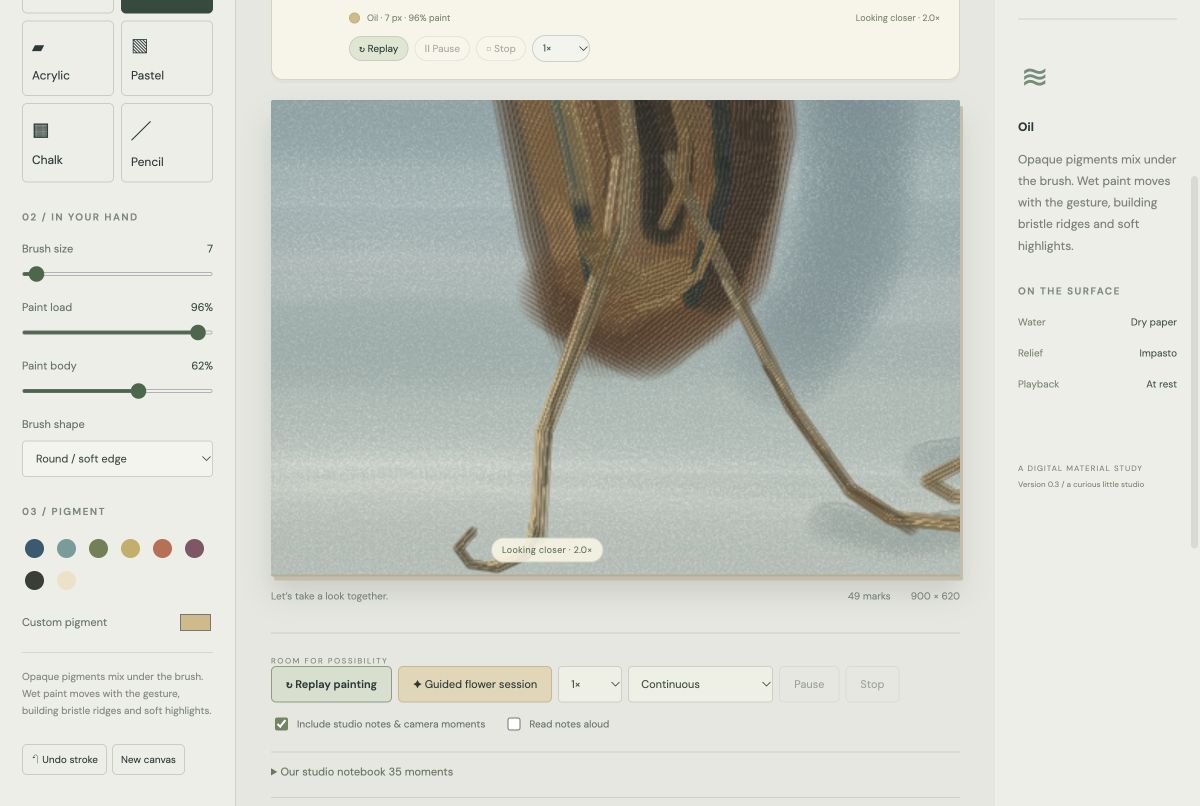 Acrylic
Pastel
Chalk
Pencil
02 / IN YOUR HAND
Brush size 7
Paint load 96%
Paint body 62%
Brush shape
Round / soft edge
03 / PIGMENT
Custom pigment
Opaque pigments mix under the brush.
Wet paint moves with the gesture,
building bristle ridges and soft highlights.
Undo stroke
New canvas
Oil · 7 px · 96% paint
Looking closer · 2.0×
↻ Replay
II Pause
▫ Stop
1×
Looking closer · 2.0×
Let's take a look together.
49 marks
900 × 620
ROOM FOR POSSIBILITY
↻ Replay painting
✦ Guided flower session
1×
Continuous
Pause
Stop
Include studio notes & camera moments
Read notes aloud
▶ Our studio notebook 35 moments
Oil
Opaque pigments mix under
the brush. Wet paint moves
with the gesture, building
bristle ridges and soft
highlights.
ON THE SURFACE
Water Dry paper
Relief Impasto
Playback At rest
A DIGITAL MATERIAL STUDY
Version 0.3 / a curious little studio